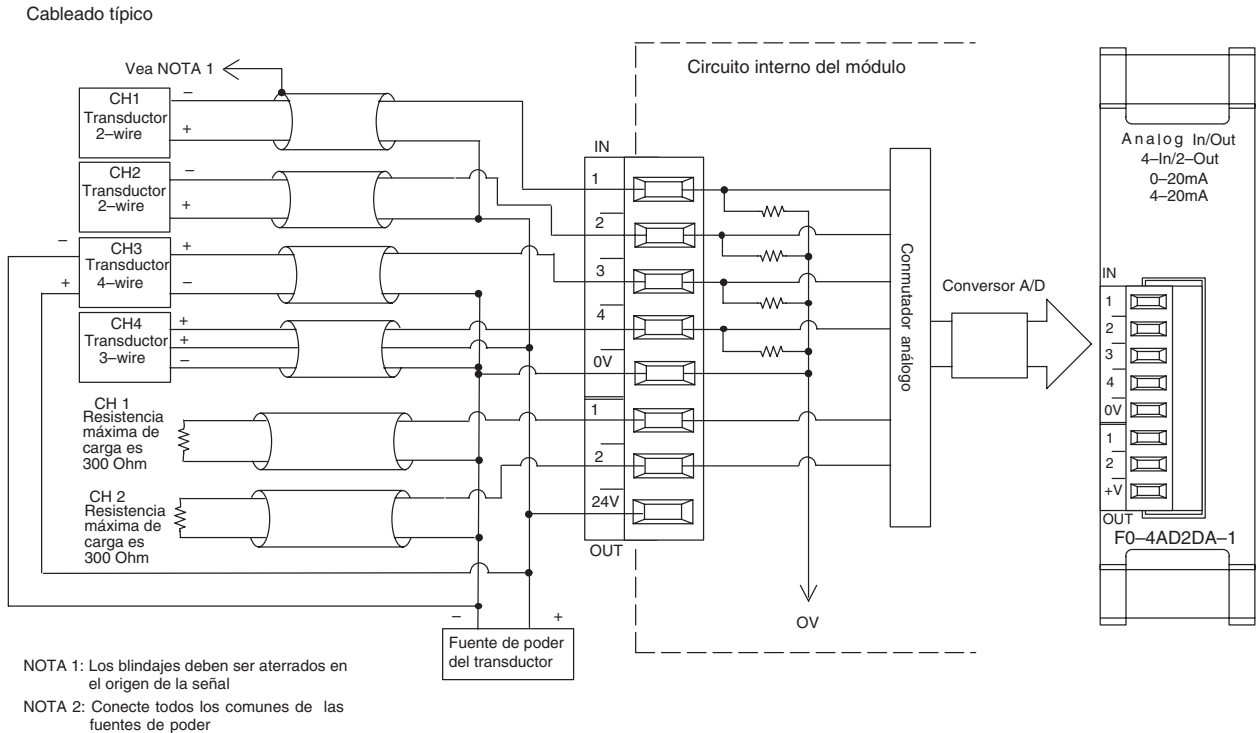 Cableado típico
Vea NOTA 1
Circuito interno del módulo
CH1
Transductor
2–wire
–
+
CH2
Transductor
2–wire
–
+
CH3
Transductor
4–wire
–
+
+
–
CH4
Transductor
3–wire
+
+
–
CH 1
Resistencia
máxima de
carga es
300 Ohm
CH 2
Resistencia
máxima de
carga es
300 Ohm
IN
1
2
3
4
0V
1
2
24V
OUT
Conmutador análogo
Conversor A/D
OV
–
+
Fuente de poder
del transductor
Analog In/Out
4–In/2–Out
0–20mA
4–20mA
IN
1
2
3
4
0V
1
2
+V
OUT
F0–4AD2DA–1
NOTA 1: Los blindajes deben ser aterrados en
el origen de la señal
NOTA 2: Conecte todos los comunes de las
fuentes de poder